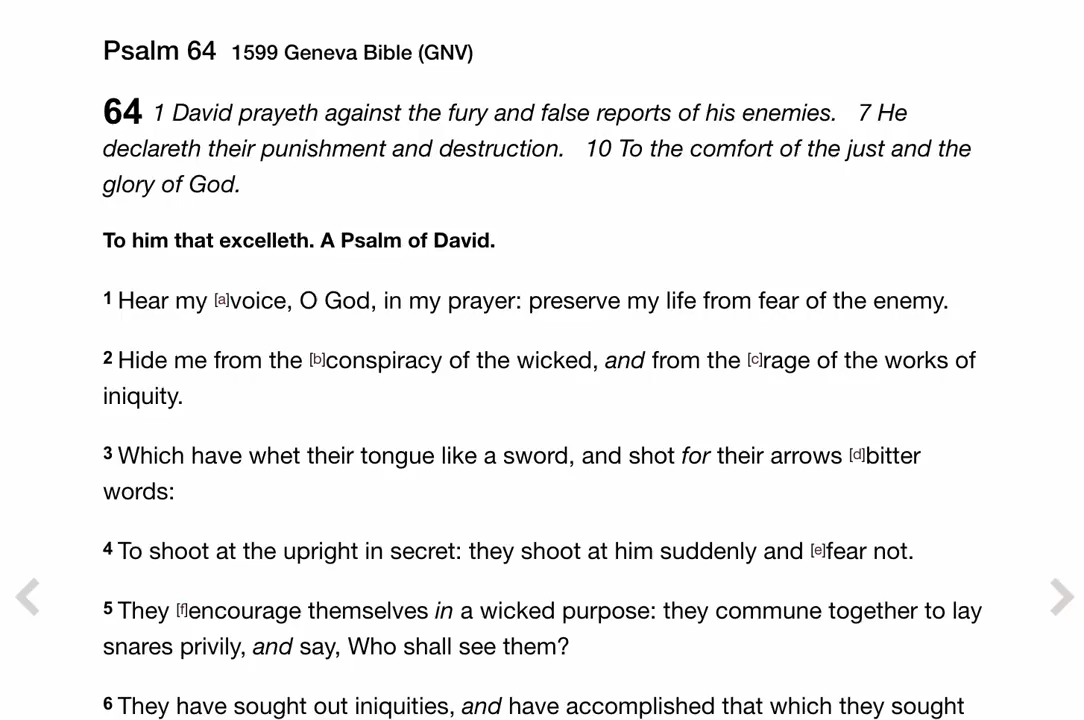 Psalm 64 1599 Geneva Bible (GNV)
64 1 David prayeth against the fury and false reports of his enemies. 7 He
declareth their punishment and destruction. 10 To the comfort of the just and the
glory of God.
To him that excelleth. A Psalm of David.
1 Hear my [a]voice, O God, in my prayer: preserve my life from fear of the enemy.
2 Hide me from the [b]conspiracy of the wicked, and from the [c]rage of the works of
iniquity.
3 Which have whet their tongue like a sword, and shot for their arrows [d]bitter
words:
4 To shoot at the upright in secret: they shoot at him suddenly and [e]fear not.
5 They [f]encourage themselves in a wicked purpose: they commune together to lay
snares privily, and say, Who shall see them?
6 They have sought out iniquities, and have accomplished that which they sought